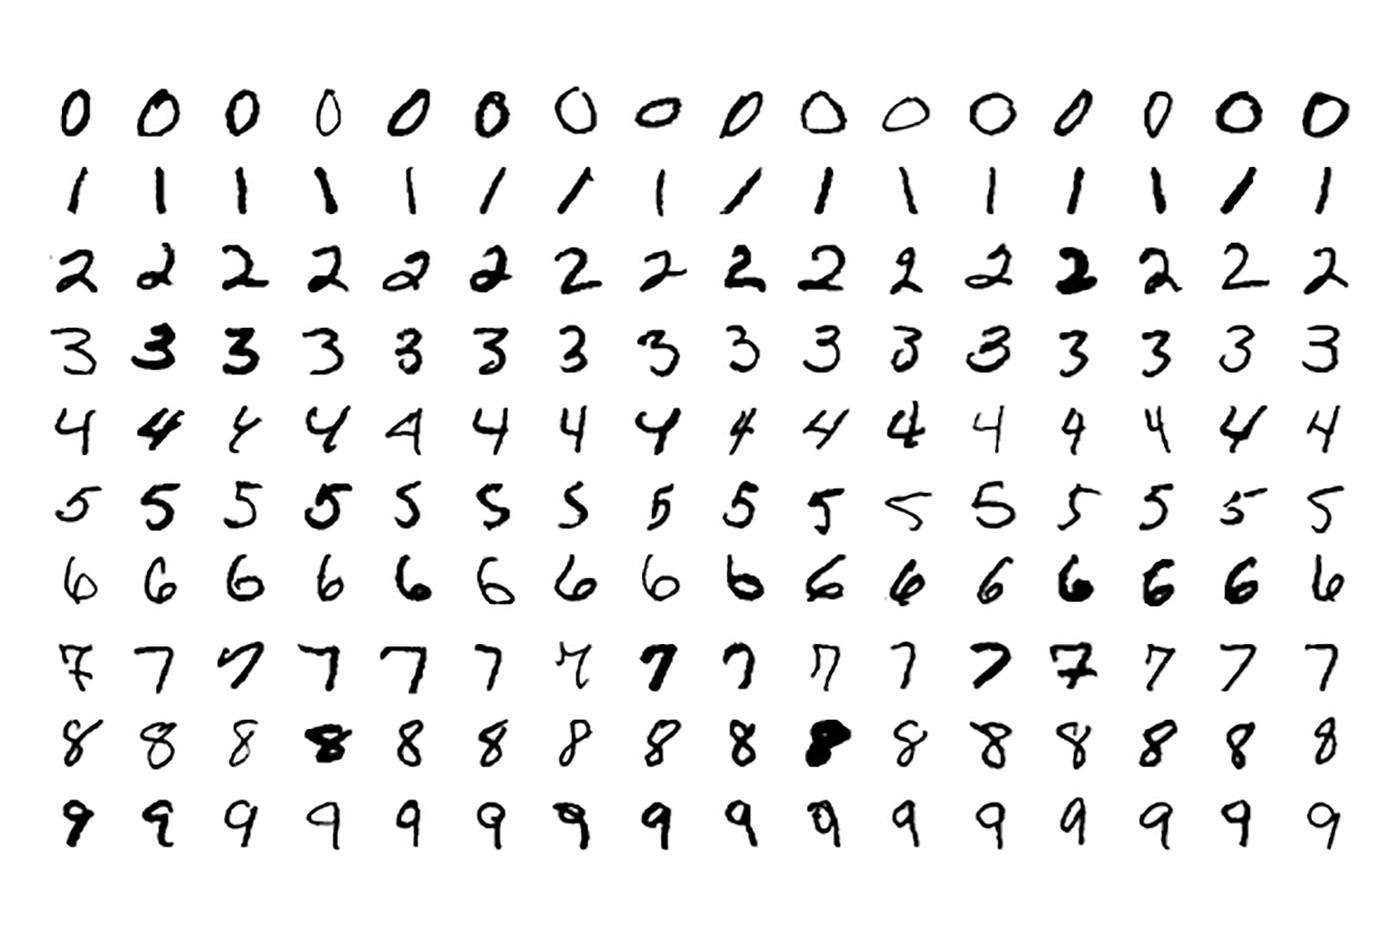 0 0 0 0 0 0 0 0 0 0 0 0 0 0 0 0
1 1 1 1 1 1 1 1 1 1 1 1 1 1 1 1
2 2 2 2 2 2 2 2 2 2 2 2 2 2 2 2
3 3 3 3 3 3 3 3 3 3 3 3 3 3 3 3
4 4 4 4 4 4 4 4 4 4 4 4 4 4 4 4
5 5 5 5 5 5 5 5 5 5 5 5 5 5 5 5
6 6 6 6 6 6 6 6 6 6 6 6 6 6 6 6
7 7 7 7 7 7 7 7 7 7 7 7 7 7 7 7
8 8 8 8 8 8 8 8 8 8 8 8 8 8 8 8
9 9 9 9 9 9 9 9 9 9 9 9 9 9 9 9